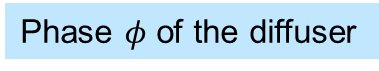 Phase ϕ of the diffuser